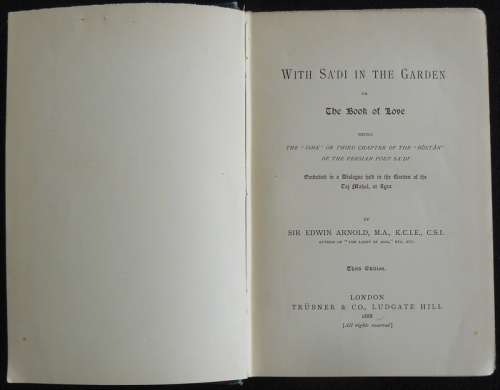 WITH SA'DI IN THE GARDEN
OR
The Book of Love
BEING
THE "ISHK" OR THIRD CHAPTER OF THE "BÔSTÂN"
OF THE PERSIAN POET SA'DI
Embodied in a Dialogue held in the Garden of the
Taj Mahal, at Agra
BY
SIR EDWIN ARNOLD, M.A., K.C.I.E., C.S.I.
AUTHOR OF "THE LIGHT OF ASIA," ETC. ETC.
Third Edition.
LONDON
TRÜBNER & CO., LUDGATE HILL
1888
[All rights reserved]